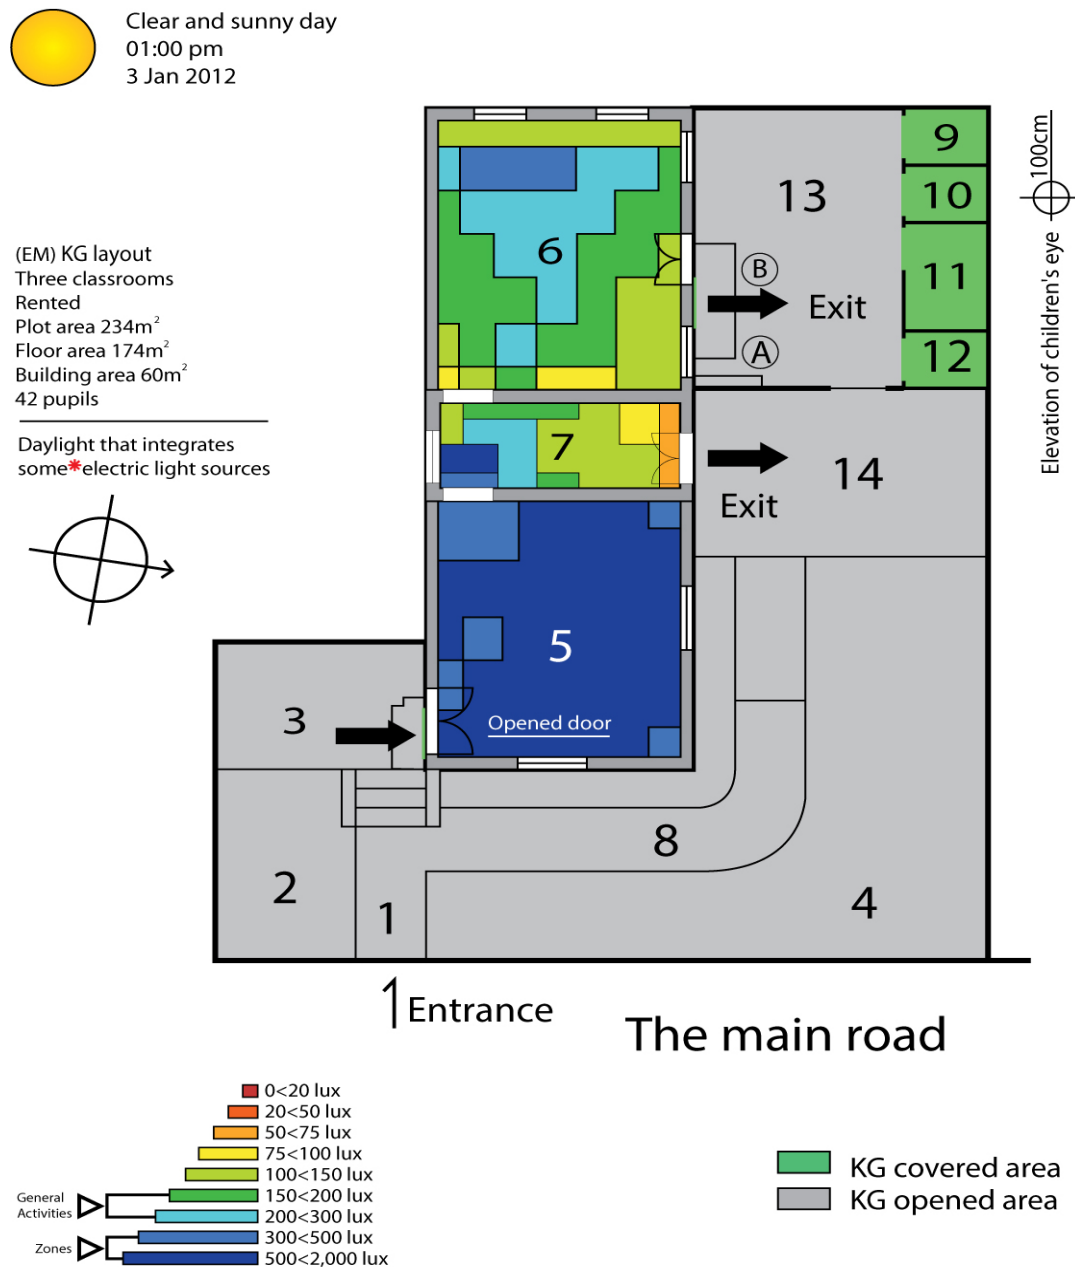 Clear and sunny day
01:00 pm
3 Jan 2012
(EM) KG layout
Three classrooms
Rented
Plot area 234m²
Floor area 174m²
Building area 60m²
42 pupils
Daylight that integrates
some*electric light sources
Elevation of children's eye
100cm
9
10
11
12
13
6
B
A
Exit
7
14
Exit
5
Opened door
3
8
2
1
4
1 Entrance
The main road
0<20 lux
20<50 lux
50<75 lux
75<100 lux
100<150 lux
150<200 lux
200<300 lux
300<500 lux
500<2,000 lux
General
Activities
Zones
KG covered area
KG opened area